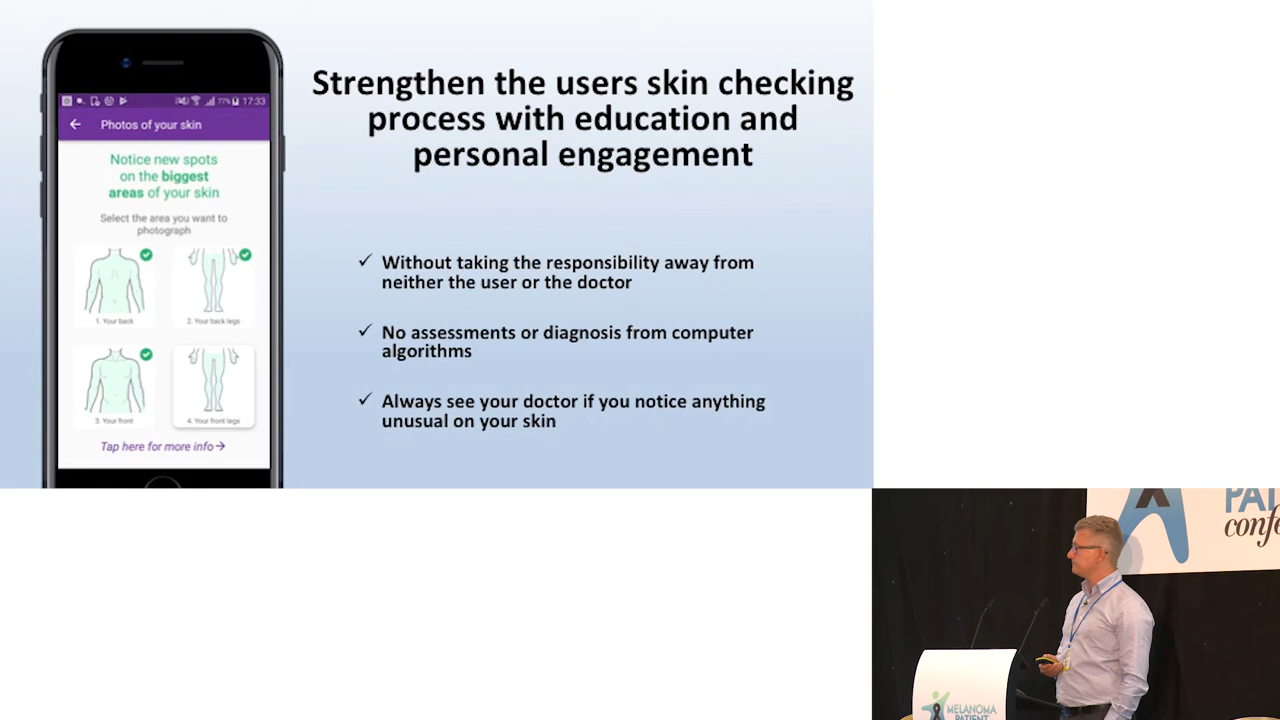 Strengthen the users skin checking
process with education and
personal engagement
77% 17:33
Photos of your skin
Notice new spots
on the biggest
areas of your skin
Select the area you want to
photograph
1. Your back
2. Your back legs
3. Your front
4. Your front legs
Tap here for more info
Without taking the responsibility away from
neither the user or the doctor
No assessments or diagnosis from computer
algorithms
Always see your doctor if you notice anything
unusual on your skin
MELANOMA
PATIENT